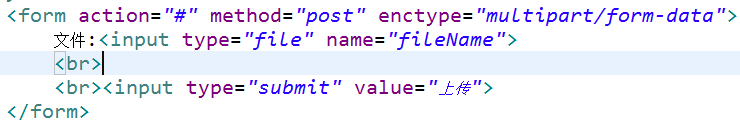 <form action="#" method="post" enctype="multipart/form-data">
文件:<input type="file" name="fileName">
<br>
<br><input type="submit" value="上传">
</form>